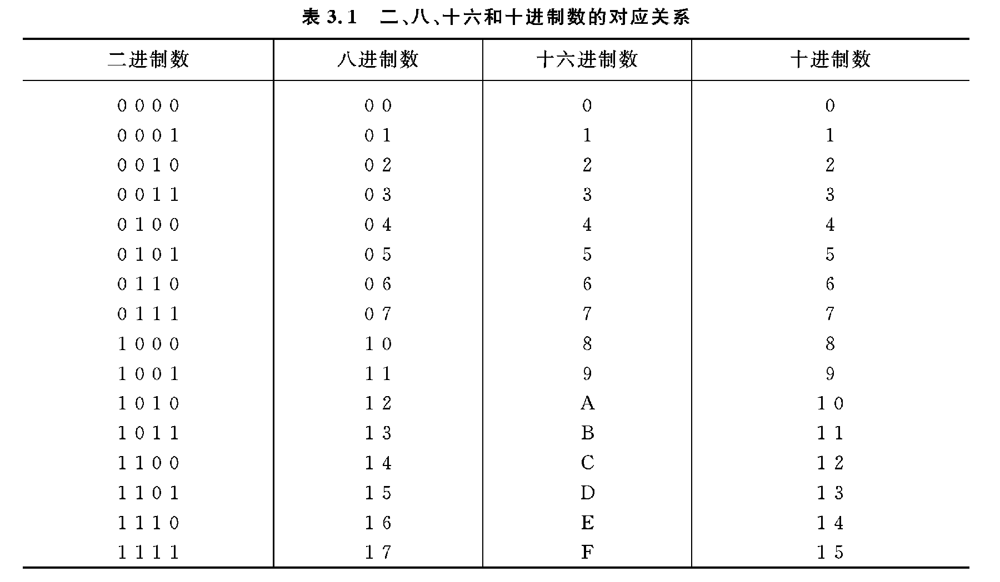 表 3.1 二、八、十六和十进制数的对应关系
二进制数 八进制数 十六进制数 十进制数
0000 00 0 0
0001 01 1 1
0010 02 2 2
0011 03 3 3
0100 04 4 4
0101 05 5 5
0110 06 6 6
0111 07 7 7
1000 10 8 8
1001 11 9 9
1010 12 A 10
1011 13 B 11
1100 14 C 12
1101 15 D 13
1110 16 E 14
1111 17 F 15